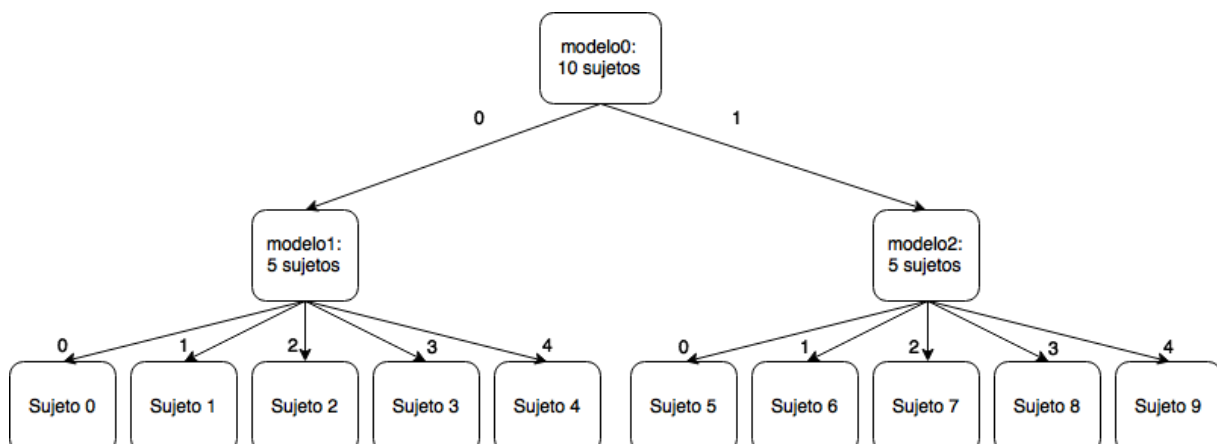 modelo0:
10 sujetos
0
1
modelo1:
5 sujetos
modelo2:
5 sujetos
0
1
2
3
4
0
1
2
3
4
Sujeto 0
Sujeto 1
Sujeto 2
Sujeto 3
Sujeto 4
Sujeto 5
Sujeto 6
Sujeto 7
Sujeto 8
Sujeto 9